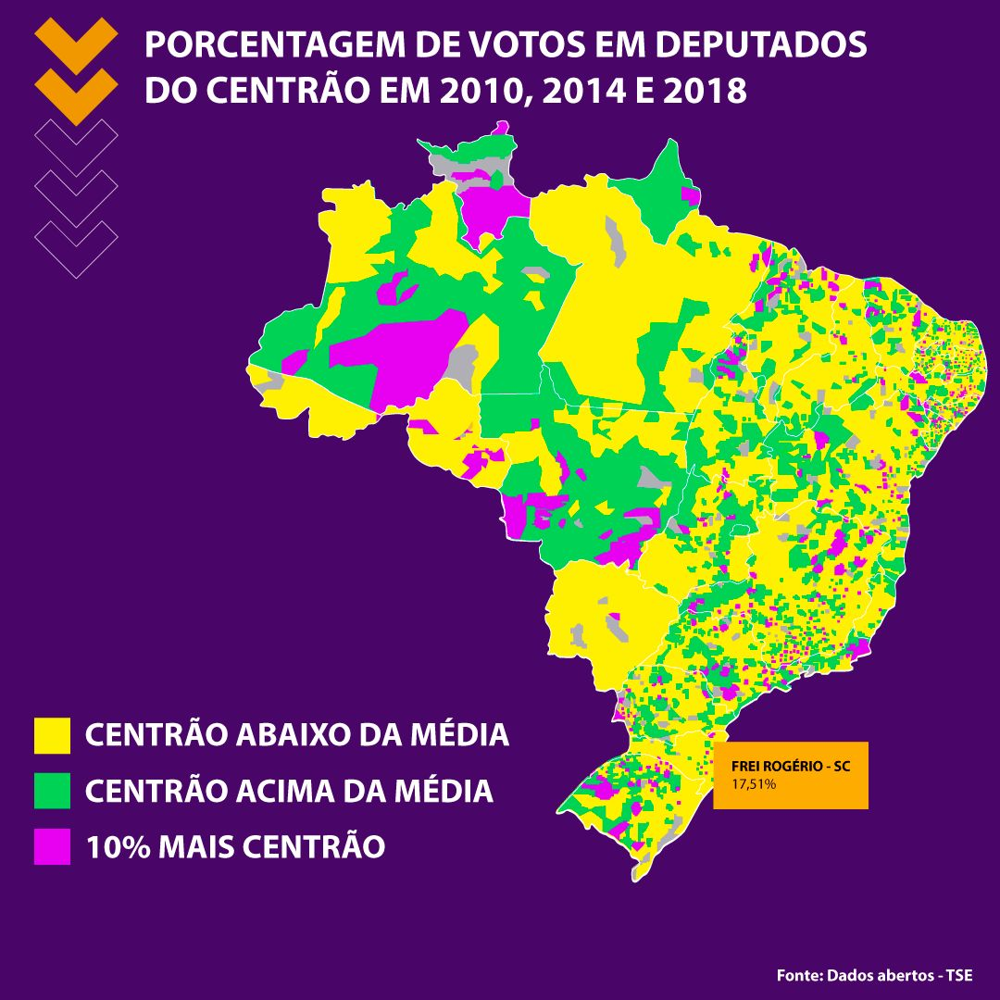 PORCENTAGEM DE VOTOS EM DEPUTADOS
DO CENTRÃO EM 2010, 2014 E 2018
CENTRÃO ABAIXO DA MÉDIA
CENTRÃO ACIMA DA MÉDIA
10% MAIS CENTRÃO
FREI ROGÉRIO - SC
17,51%
Fonte: Dados abertos - TSE